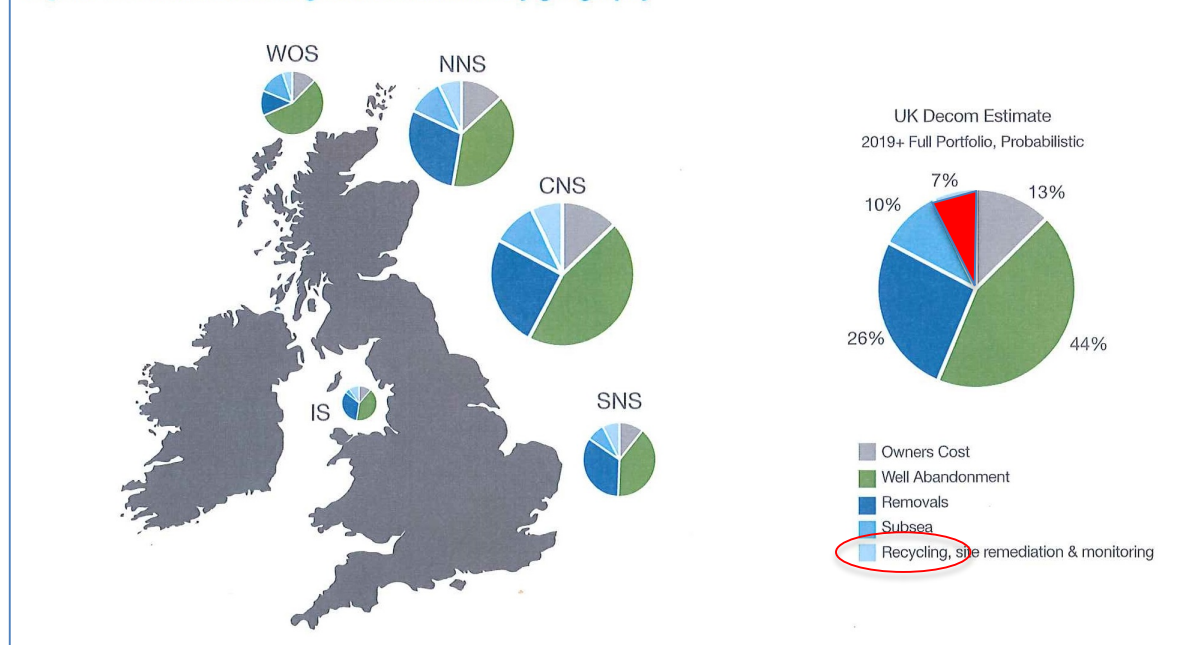 WOS
NNS
CNS
IS
SNS
UK Decom Estimate
2019+ Full Portfolio, Probabilistic
7%
13%
10%
26%
44%
Owners Cost
Well Abandonment
Removals
Subsea
Recycling, site remediation & monitoring